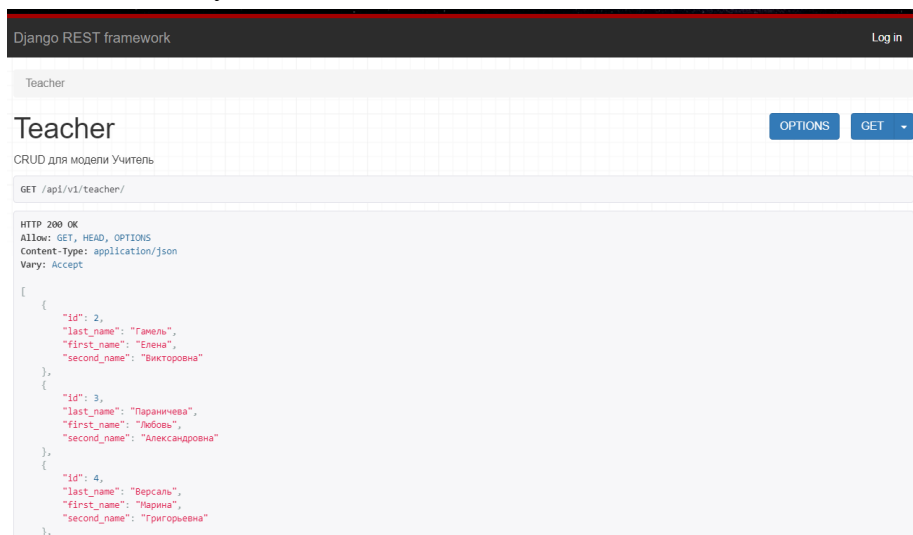 Django REST framework
Log in
Teacher
Teacher
OPTIONS
GET
CRUD для модели Учитель
GET /api/v1/teacher/
HTTP 200 OK
Allow: GET, HEAD, OPTIONS
Content-Type: application/json
Vary: Accept
[
{
"id": 2,
"last_name": "Гамель",
"first_name": "Елена",
"second_name": "Викторовна"
},
{
"id": 3,
"last_name": "Параничева",
"first_name": "Любовь",
"second_name": "Александровна"
},
{
"id": 4,
"last_name": "Версаль",
"first_name": "Марина",
"second_name": "Григорьевна"
},